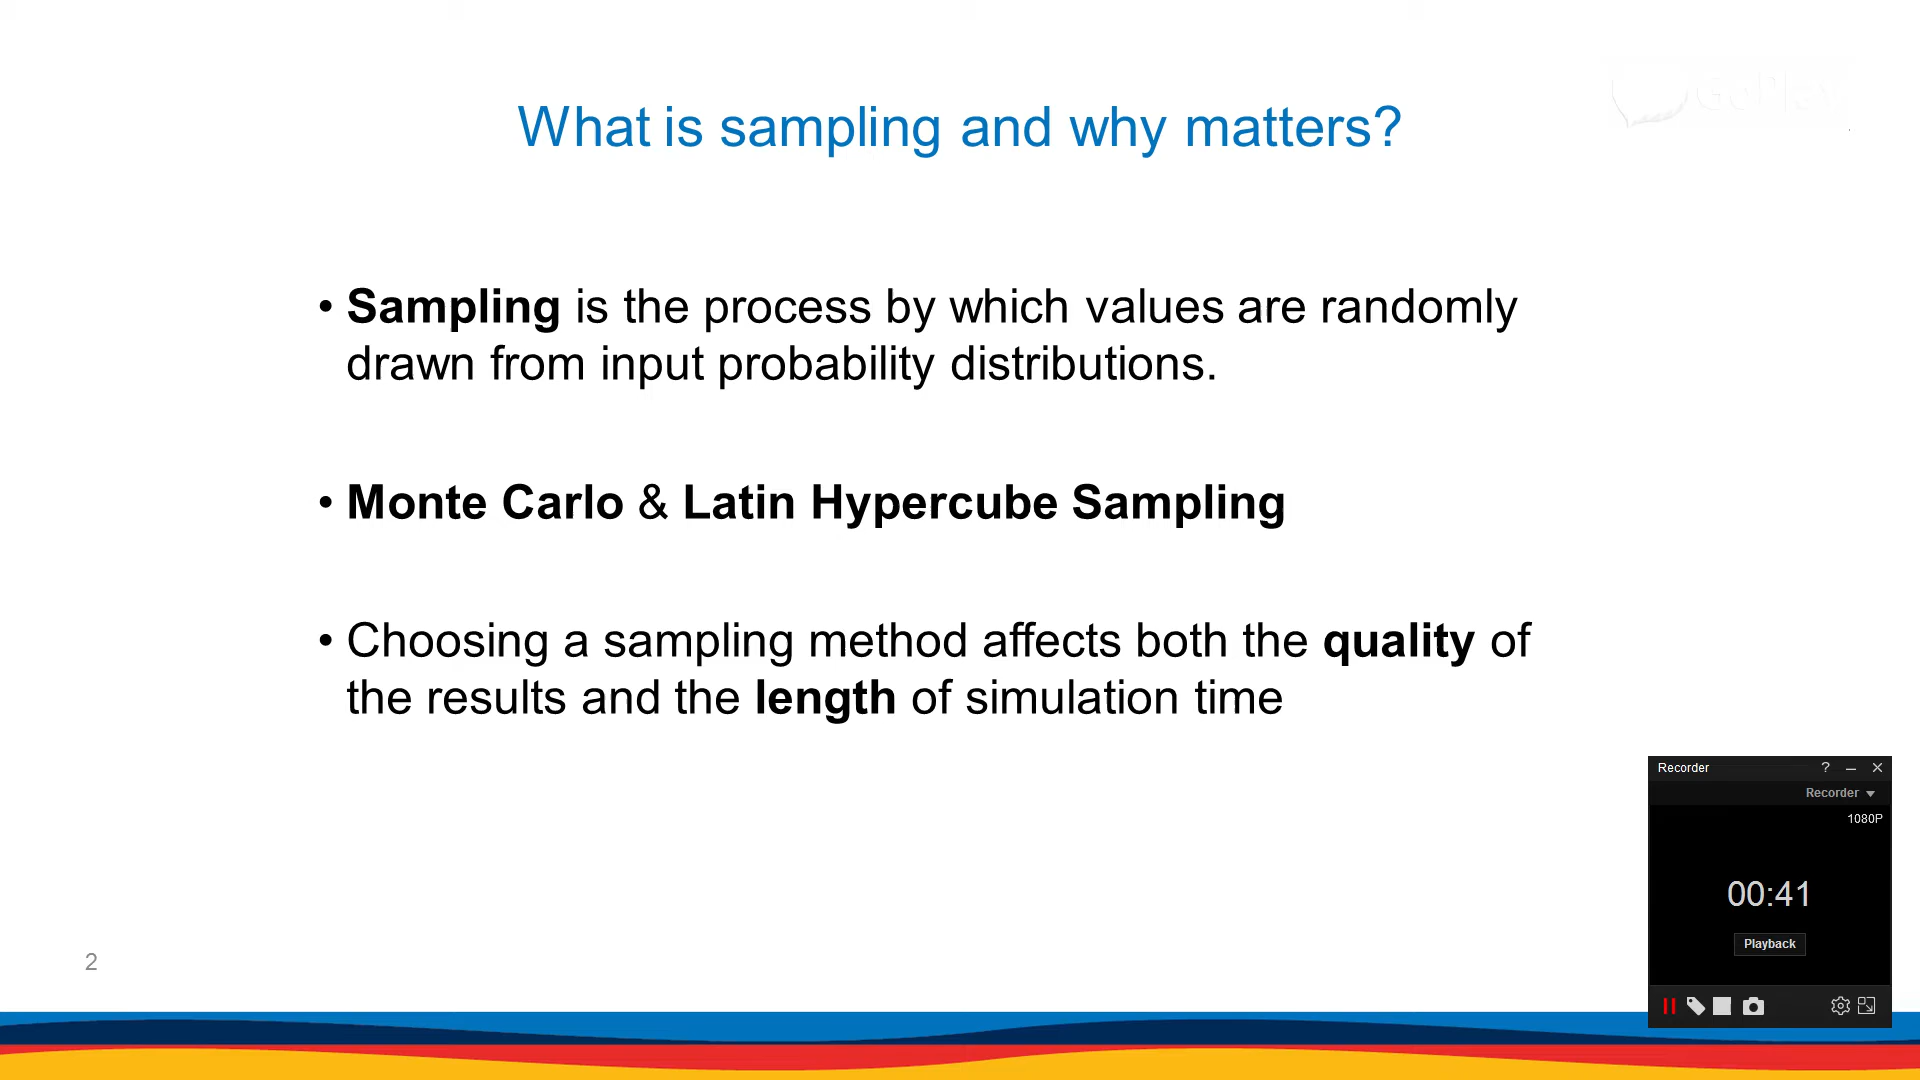 What is sampling and why matters?
• Sampling is the process by which values are randomly
drawn from input probability distributions.
• Monte Carlo & Latin Hypercube Sampling
• Choosing a sampling method affects both the quality of
the results and the length of simulation time
Recorder
Recorder
1080P
00:41
Playback
2